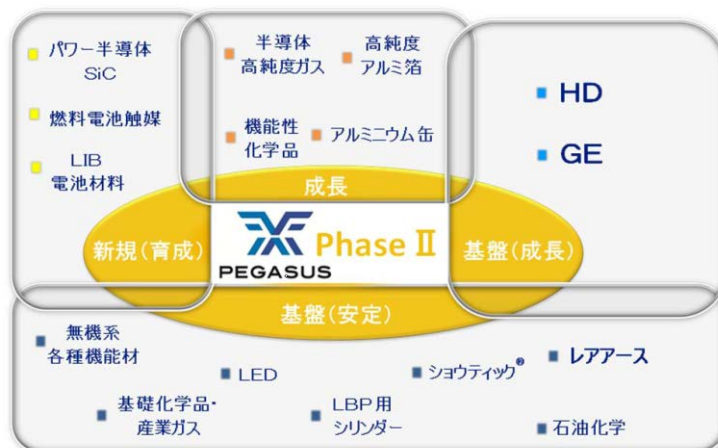 パワー半導体
SiC
燃料電池触媒
LIB
電池材料
半導体
高純度ガス
高純度
アルミ箔
機能性
化学品
アルミニウム缶
HD
GE
成長
新規(育成)
PEGASUS
Phase Ⅱ
基盤(成長)
基盤(安定)
無機系
各種機能材
LED
ショウティック®
レアアース
基礎化学品・
産業ガス
LBP用
シリンダー
石油化学